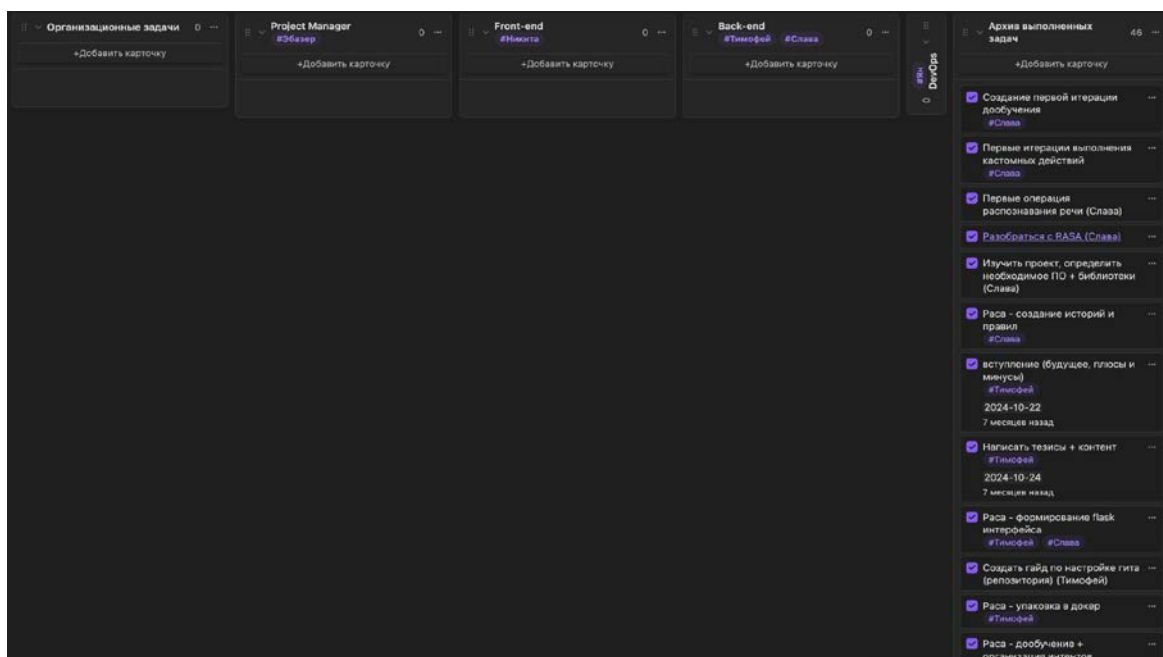 Организационные задачи 0
+Добавить карточку
Project Manager 0
#Эбазер
+Добавить карточку
Front-end 0
#Никита
+Добавить карточку
Back-end 0
#Тимофей #Слава
+Добавить карточку
DevOps
#Ян
0
Архив выполненных
задач
46
+Добавить карточку
Создание первой итерации
дообучения
#Слава
Первые итерации выполнения
кастомных действий
#Слава
Первые операция
распознавания речи (Слава)
Разобраться с RASA (Слава)
Изучить проект, определить
необходимое ПО + библиотеки
(Слава)
Раса - создание историй и
правил
#Слава
вступление (будущее, плюсы и
минусы)
#Тимофей
2024-10-22
7 месяцев назад
Написать тезисы + контент
#Тимофей
2024-10-24
7 месяцев назад
Раса - формирование flask
интерфейса
#Тимофей #Слава
Создать гайд по настройке гита
(репозитория) (Тимофей)
Раса - упаковка в докер
#Тимофей
Раса - дообучение +
организация интентов